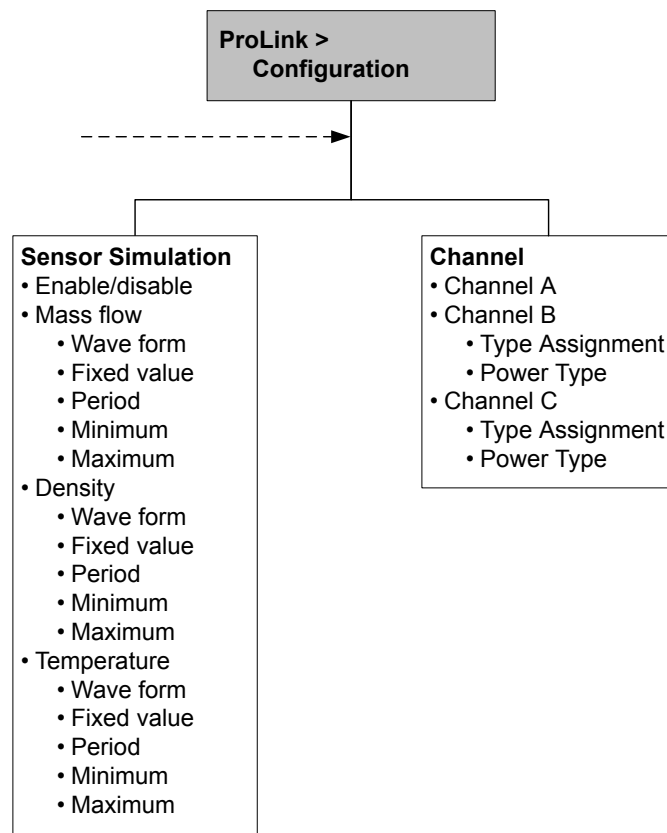 ProLink >
Configuration
Sensor Simulation
• Enable/disable
• Mass flow
• Wave form
• Fixed value
• Period
• Minimum
• Maximum
• Density
• Wave form
• Fixed value
• Period
• Minimum
• Maximum
• Temperature
• Wave form
• Fixed value
• Period
• Minimum
• Maximum
Channel
• Channel A
• Channel B
• Type Assignment
• Power Type
• Channel C
• Type Assignment
• Power Type